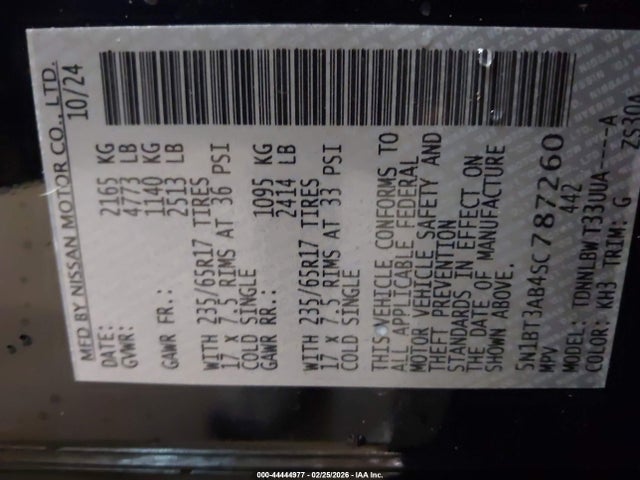 MFD BY NISSAN MOTOR CO., LTD.
DATE: 10/24
GVWR: 2165 KG
4773 LB
GAWR FR.: 1140 KG
2513 LB
WITH 235/65R17 TIRES
17 X 7.5 RIMS AT 36 PSI
COLD SINGLE
GAWR RR.: 1095 KG
2414 LB
WITH 235/65R17 TIRES
17 X 7.5 RIMS AT 33 PSI
COLD SINGLE
THIS VEHICLE CONFORMS TO
ALL APPLICABLE FEDERAL
MOTOR VEHICLE SAFETY AND
THEFT PREVENTION
STANDARDS IN EFFECT ON
THE DATE OF MANUFACTURE
SHOWN ABOVE.
5N1BT3AB4SC787260
MPV 442
MODEL: TDNNLBW T33UUA----A
COLOR: KH3 TRIM: G ZS30A
000-44444977 - 02/25/2026 - IAA Inc.